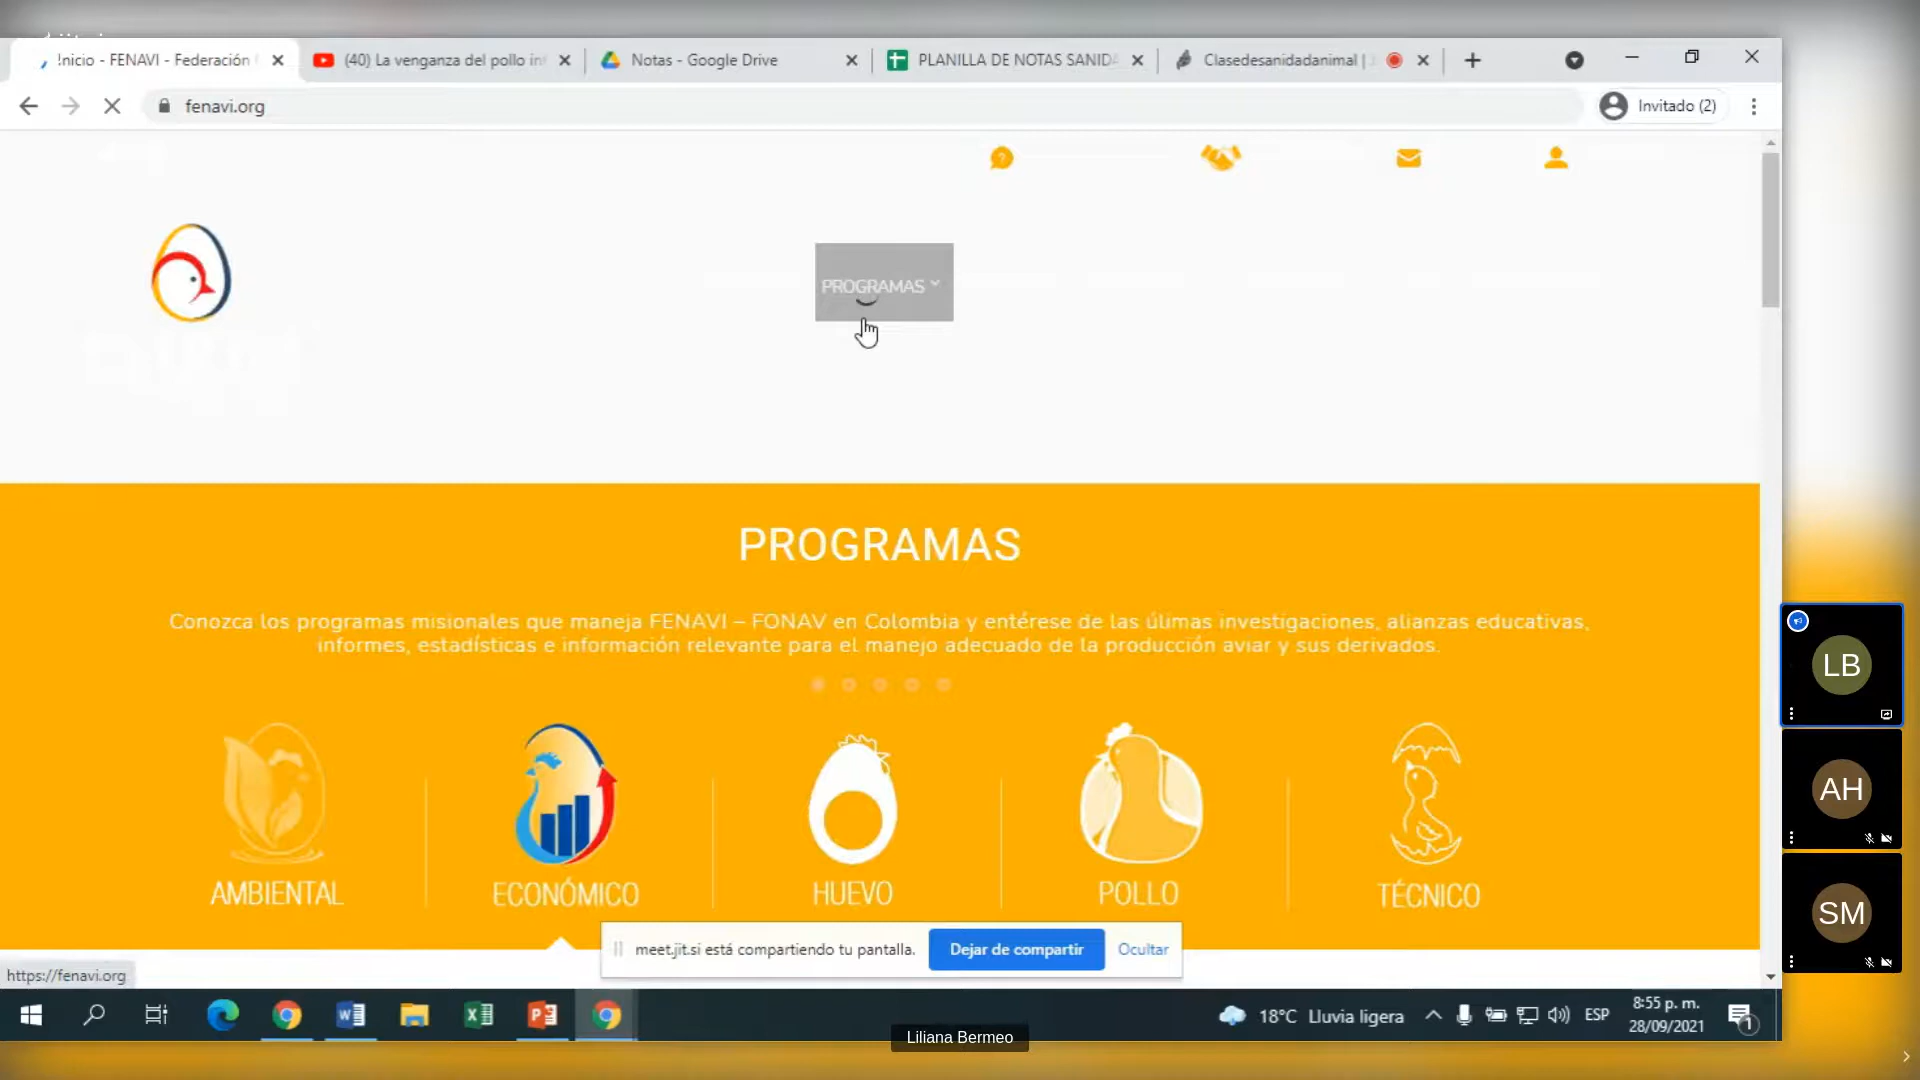 Inicio - FENAVI - Federación
(40) La venganza del pollo in
Notas - Google Drive
PLANILLA DE NOTAS SANIDA
Clasedesanidadanimal |
fenavi.org
Invitado (2)
PROGRAMAS
PROGRAMAS
Conozca los programas misionales que maneja FENAVI – FONAV en Colombia y entérese de las úlimas investigaciones, alianzas educativas,
informes, estadísticas e información relevante para el manejo adecuado de la producción aviar y sus derivados.
AMBIENTAL
ECONÓMICO
HUEVO
POLLO
TÉCNICO
meet.jit.si está compartiendo tu pantalla.
Dejar de compartir
Ocultar
https://fenavi.org
18°C Lluvia ligera
ESP
8:55 p. m.
28/09/2021
1
Liliana Bermeo
LB
AH
SM